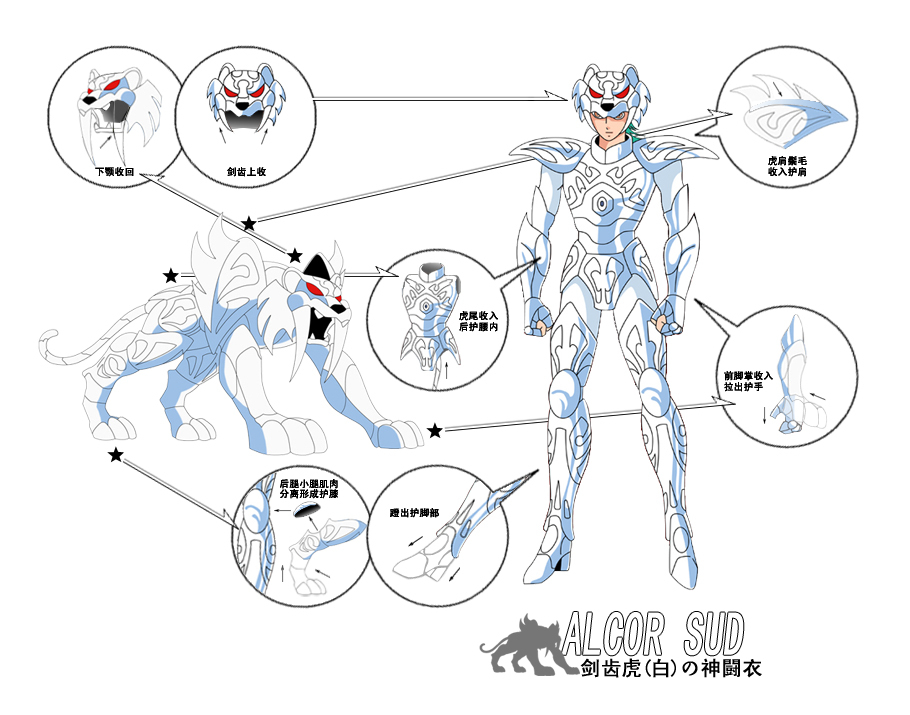 下颚收回
剑齿上收
虎肩鬃毛
收入护肩
虎尾收入
后护腰内
前脚掌收入
拉出护手
后腿小腿肌肉
分离形成护膝
蹬出护脚部
ALCOR SUD
剑齿虎(白)の神闘衣